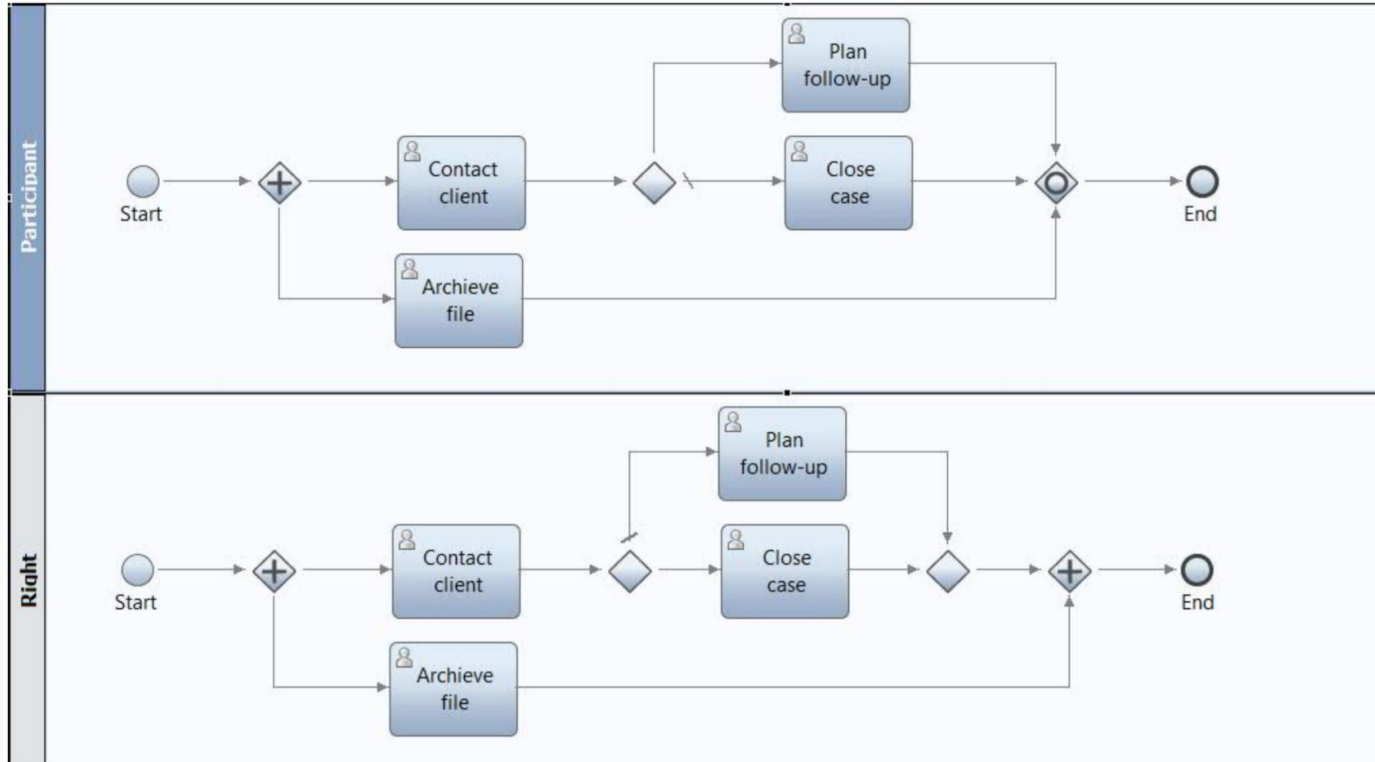 Participant
Plan
follow-up
Contact
client
Close
case
Start
End
Archieve
file
Right
Plan
follow-up
Contact
client
Close
case
Start
End
Archieve
file